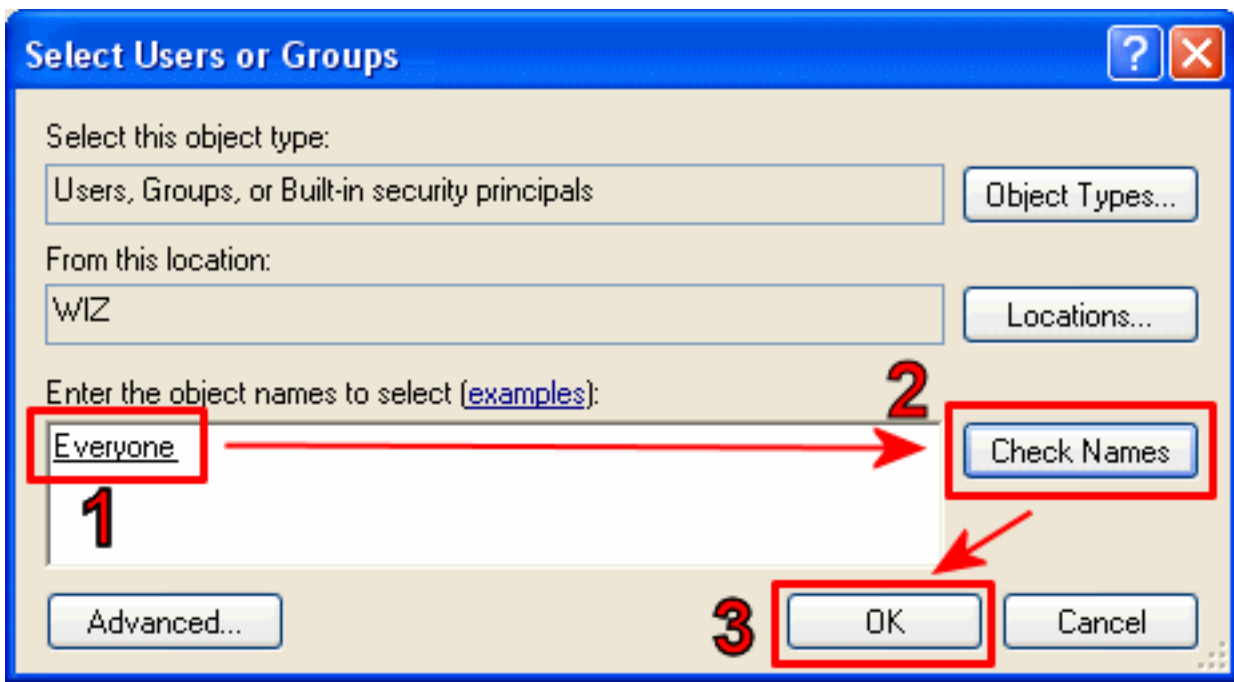 Select Users or Groups
?
Select this object type:
Users, Groups, or Built-in security principals
Object Types...
From this location:
WIZ
Locations...
Enter the object names to select (examples):
2
Everyone
Check Names
1
Advanced...
3
OK
Cancel